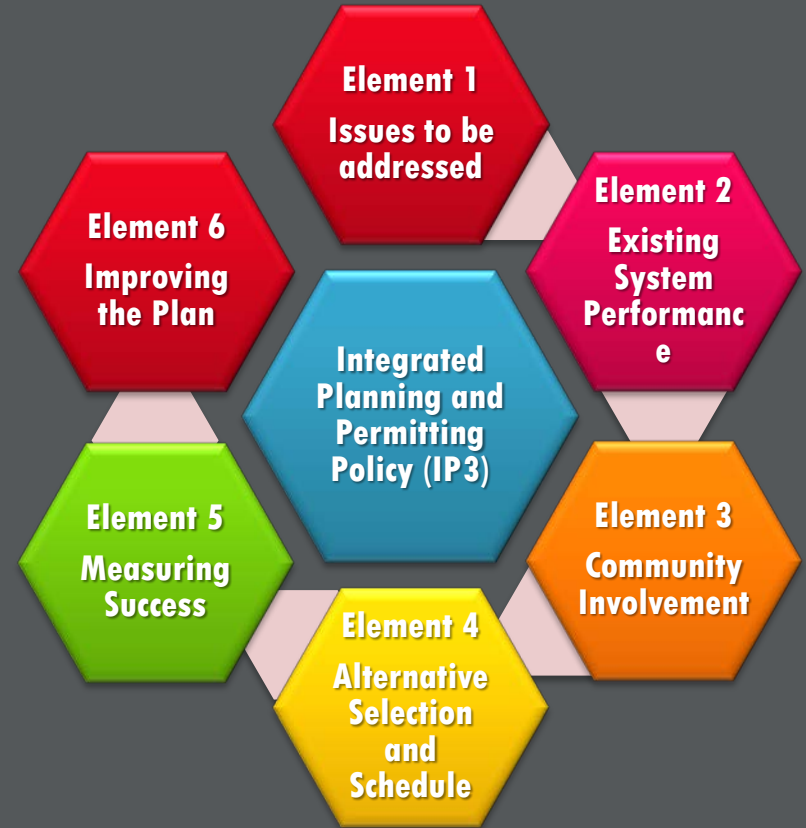 Element 1
Issues to be
addressed
Element 2
Existing
System
Performanc
e
Element 3
Community
Involvement
Element 4
Alternative
Selection
and
Schedule
Element 5
Measuring
Success
Element 6
Improving
the Plan
Integrated
Planning and
Permitting
Policy (IP3)